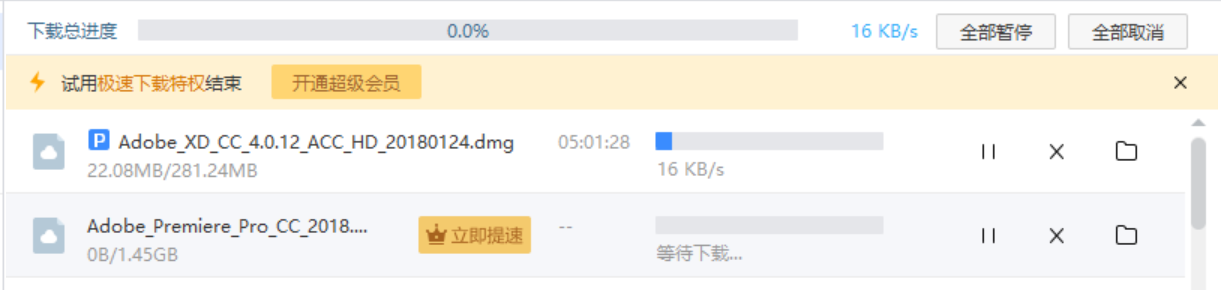 下载总进度 0.0% 16 KB/s 全部暂停 全部取消
试用极速下载特权结束 开通超级会员
P Adobe_XD_CC_4.0.12_ACC_HD_20180124.dmg 05:01:28
22.08MB/281.24MB 16 KB/s
Adobe_Premiere_Pro_CC_2018.... 立即提速 --
0B/1.45GB 等待下载...